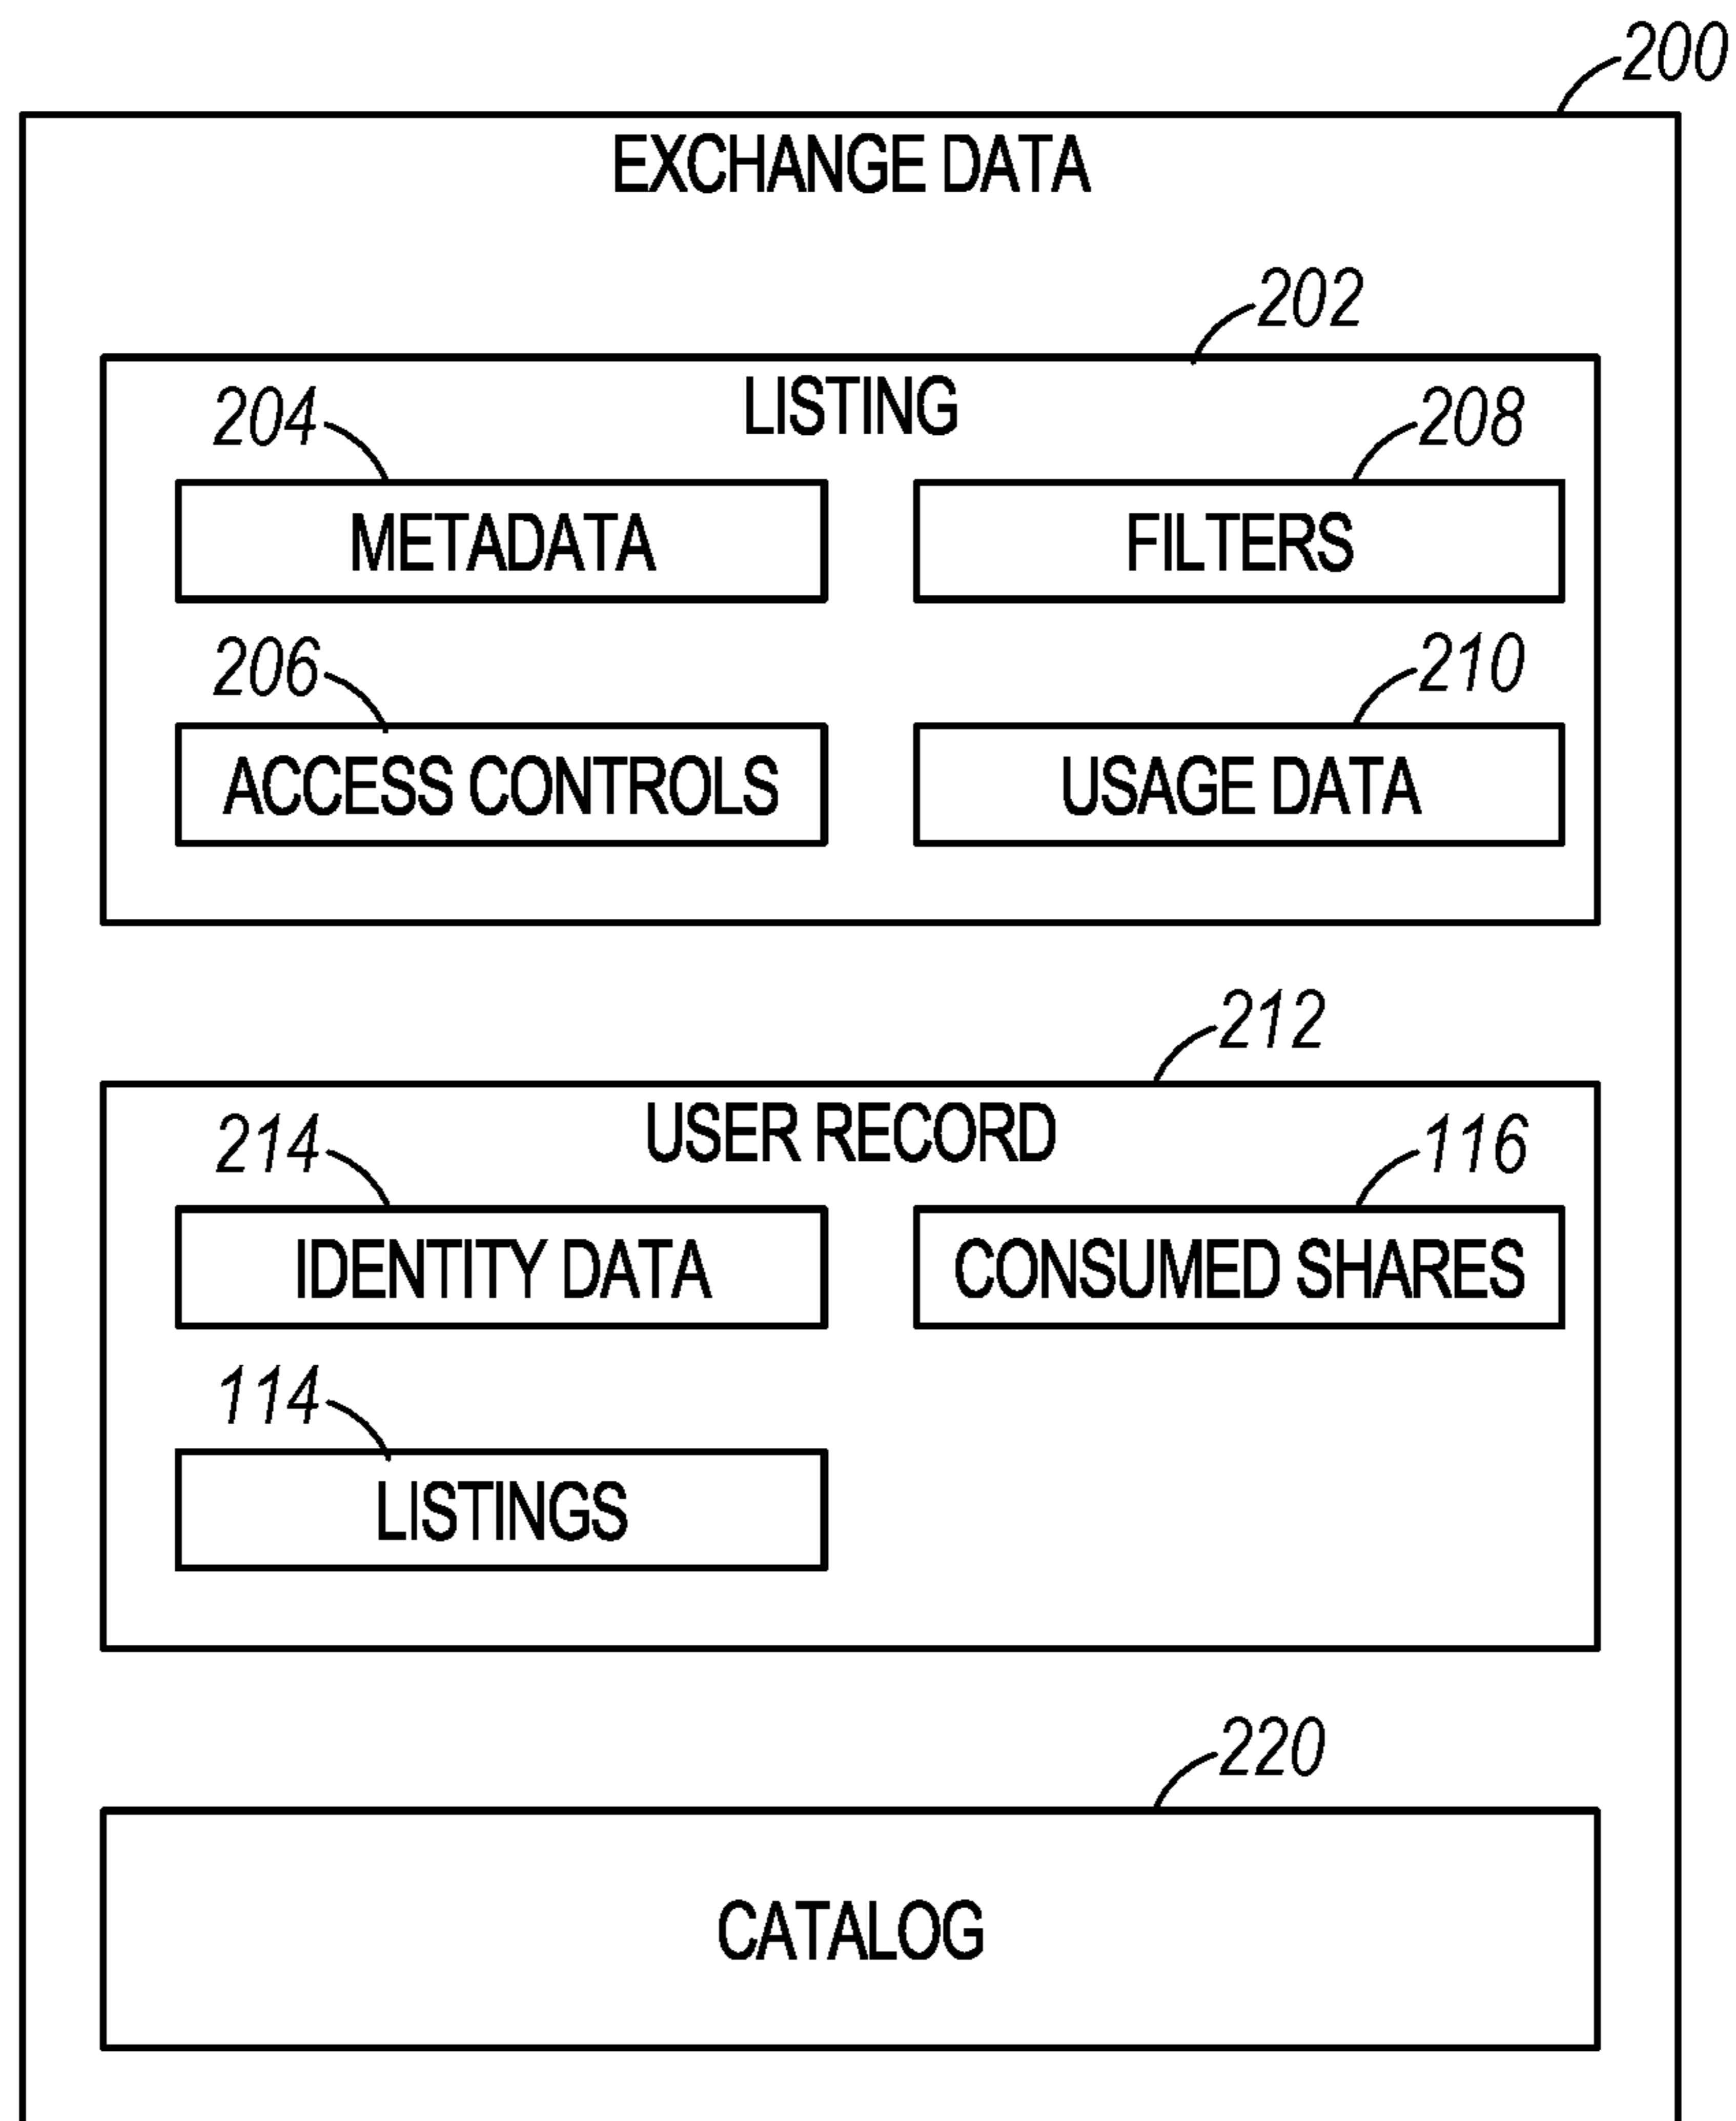 200
EXCHANGE DATA
202
LISTING
204
208
METADATA
FILTERS
206
210
ACCESS CONTROLS
USAGE DATA
212
USER RECORD
214
116
IDENTITY DATA
CONSUMED SHARES
114
LISTINGS
220
CATALOG